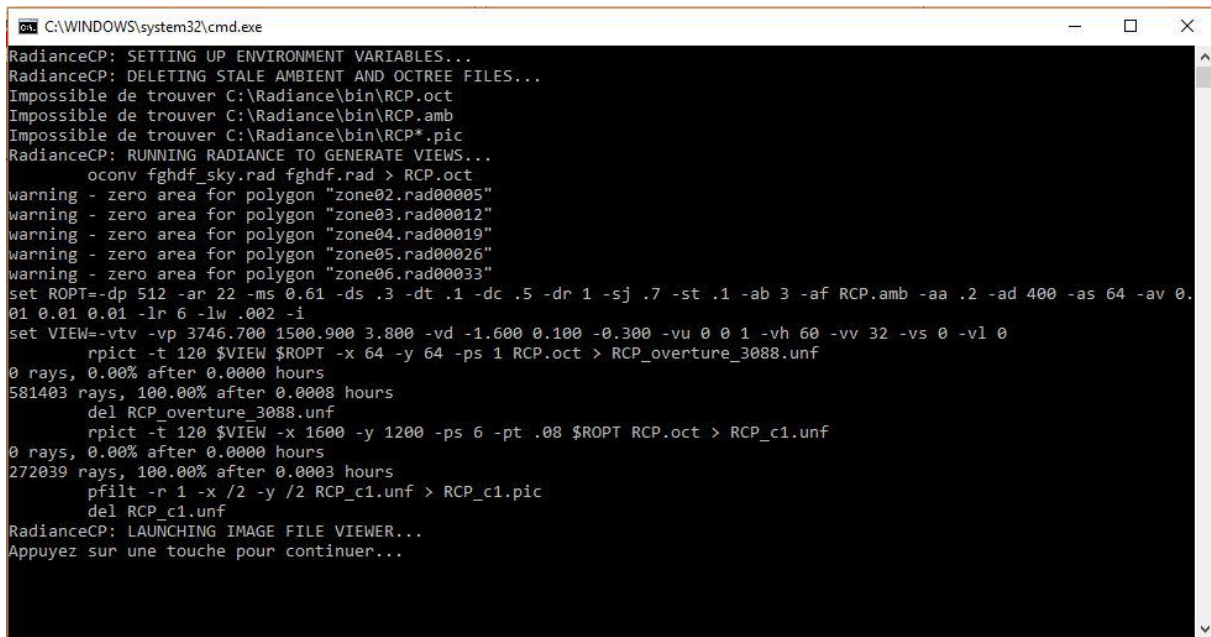 C:\WINDOWS\system32\cmd.exe
RadianceCP: SETTING UP ENVIRONMENT VARIABLES...
RadianceCP: DELETING STALE AMBIENT AND OCTREE FILES...
Impossible de trouver C:\Radiance\bin\RCP.oct
Impossible de trouver C:\Radiance\bin\RCP.amb
Impossible de trouver C:\Radiance\bin\RCP*.pic
RadianceCP: RUNNING RADIANCE TO GENERATE VIEWS...
oconv fghdf_sky.rad fghdf.rad > RCP.oct
warning - zero area for polygon "zone02.rad00005"
warning - zero area for polygon "zone03.rad00012"
warning - zero area for polygon "zone04.rad00019"
warning - zero area for polygon "zone05.rad00026"
warning - zero area for polygon "zone06.rad00033"
set ROPT=-dp 512 -ar 22 -ms 0.61 -ds .3 -dt .1 -dc .5 -dr 1 -sj .7 -st .1 -ab 3 -af RCP.amb -aa .2 -ad 400 -as 64 -av 0.
01 0.01 0.01 -lr 6 -lw .002 -i
set VIEW=-vtv -vp 3746.700 1500.900 3.800 -vd -1.600 0.100 -0.300 -vu 0 0 1 -vh 60 -vv 32 -vs 0 -vl 0
rpict -t 120 $VIEW $ROPT -x 64 -y 64 -ps 1 RCP.oct > RCP_overture_3088.unf
0 rays, 0.00% after 0.0000 hours
581403 rays, 100.00% after 0.0008 hours
del RCP_overture_3088.unf
rpict -t 120 $VIEW -x 1600 -y 1200 -ps 6 -pt .08 $ROPT RCP.oct > RCP_c1.unf
0 rays, 0.00% after 0.0000 hours
272039 rays, 100.00% after 0.0003 hours
pfilt -r 1 -x /2 -y /2 RCP_c1.unf > RCP_c1.pic
del RCP_c1.unf
RadianceCP: LAUNCHING IMAGE FILE VIEWER...
Appuyez sur une touche pour continuer...